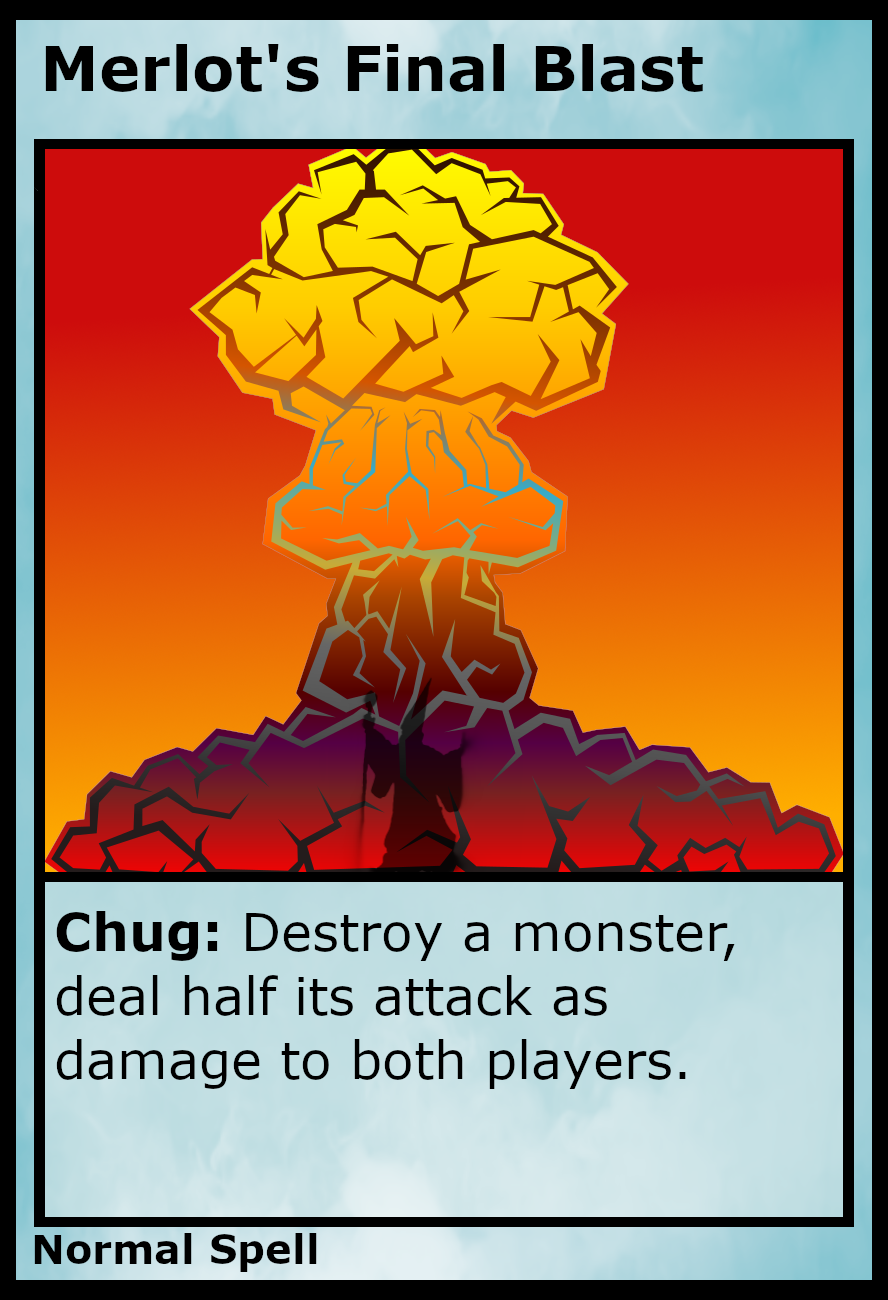 Merlot's Final Blast
Chug: Destroy a monster,
deal half its attack as
damage to both players.
Normal Spell